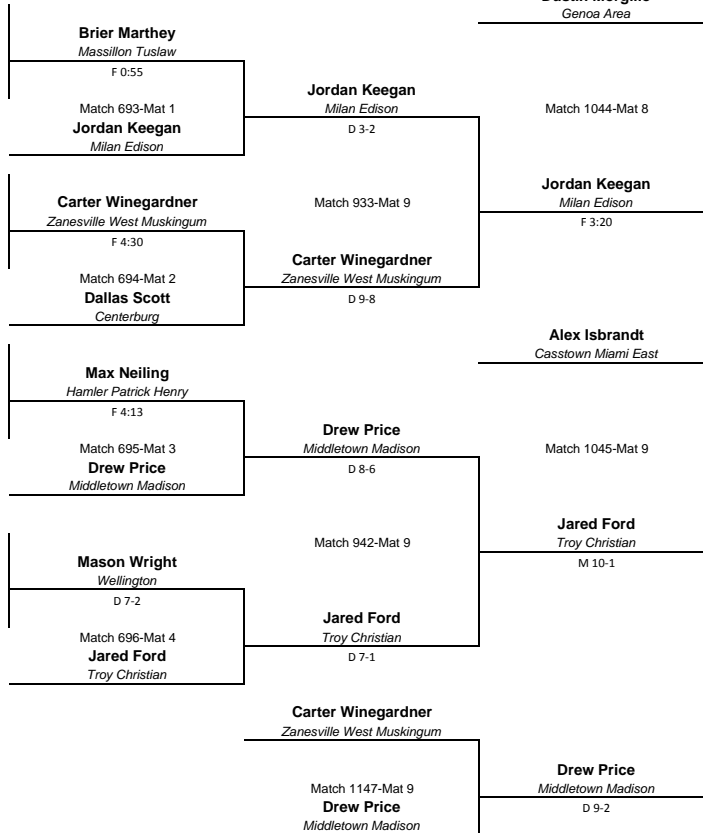 Brier Marthey
Massillon Tuslaw
F 0:55
Match 693-Mat 1
Jordan Keegan
Milan Edison
Carter Winegardner
Zanesville West Muskingum
F 4:30
Match 694-Mat 2
Dallas Scott
Centerburg
Max Neiling
Hamler Patrick Henry
F 4:13
Match 695-Mat 3
Drew Price
Middletown Madison
Mason Wright
Wellington
D 7-2
Match 696-Mat 4
Jared Ford
Troy Christian
Jordan Keegan
Milan Edison
D 3-2
Match 933-Mat 9
Carter Winegardner
Zanesville West Muskingum
D 9-8
Drew Price
Middletown Madison
D 8-6
Match 942-Mat 9
Jared Ford
Troy Christian
D 7-1
Carter Winegardner
Zanesville West Muskingum
Match 1147-Mat 9
Drew Price
Middletown Madison
Genoa Area
Match 1044-Mat 8
Jordan Keegan
Milan Edison
F 3:20
Alex Isbrandt
Casstown Miami East
Match 1045-Mat 9
Jared Ford
Troy Christian
M 10-1
Drew Price
Middletown Madison
D 9-2